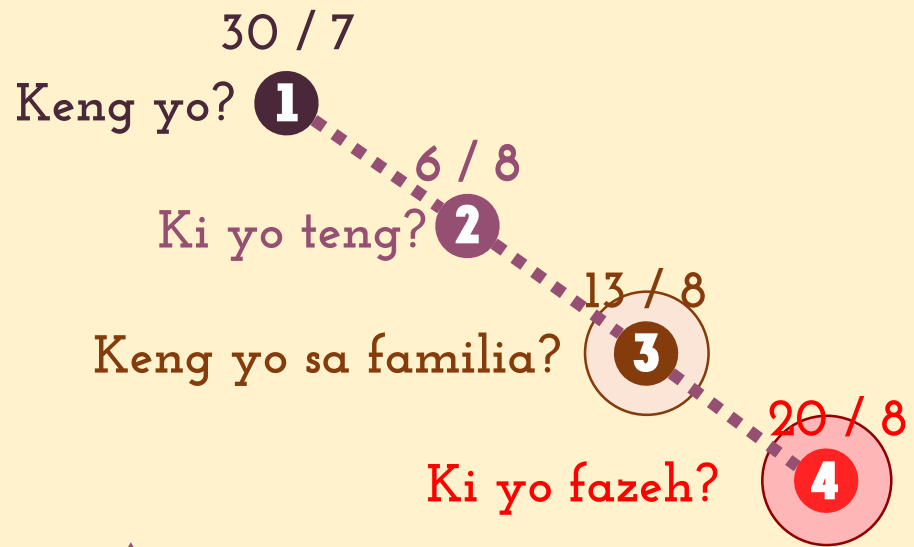 30 / 7
Keng yo? 1
6 / 8
Ki yo teng? 2
13 / 8
Keng yo sa familia? 3
20 / 8
Ki yo fazeh? 4